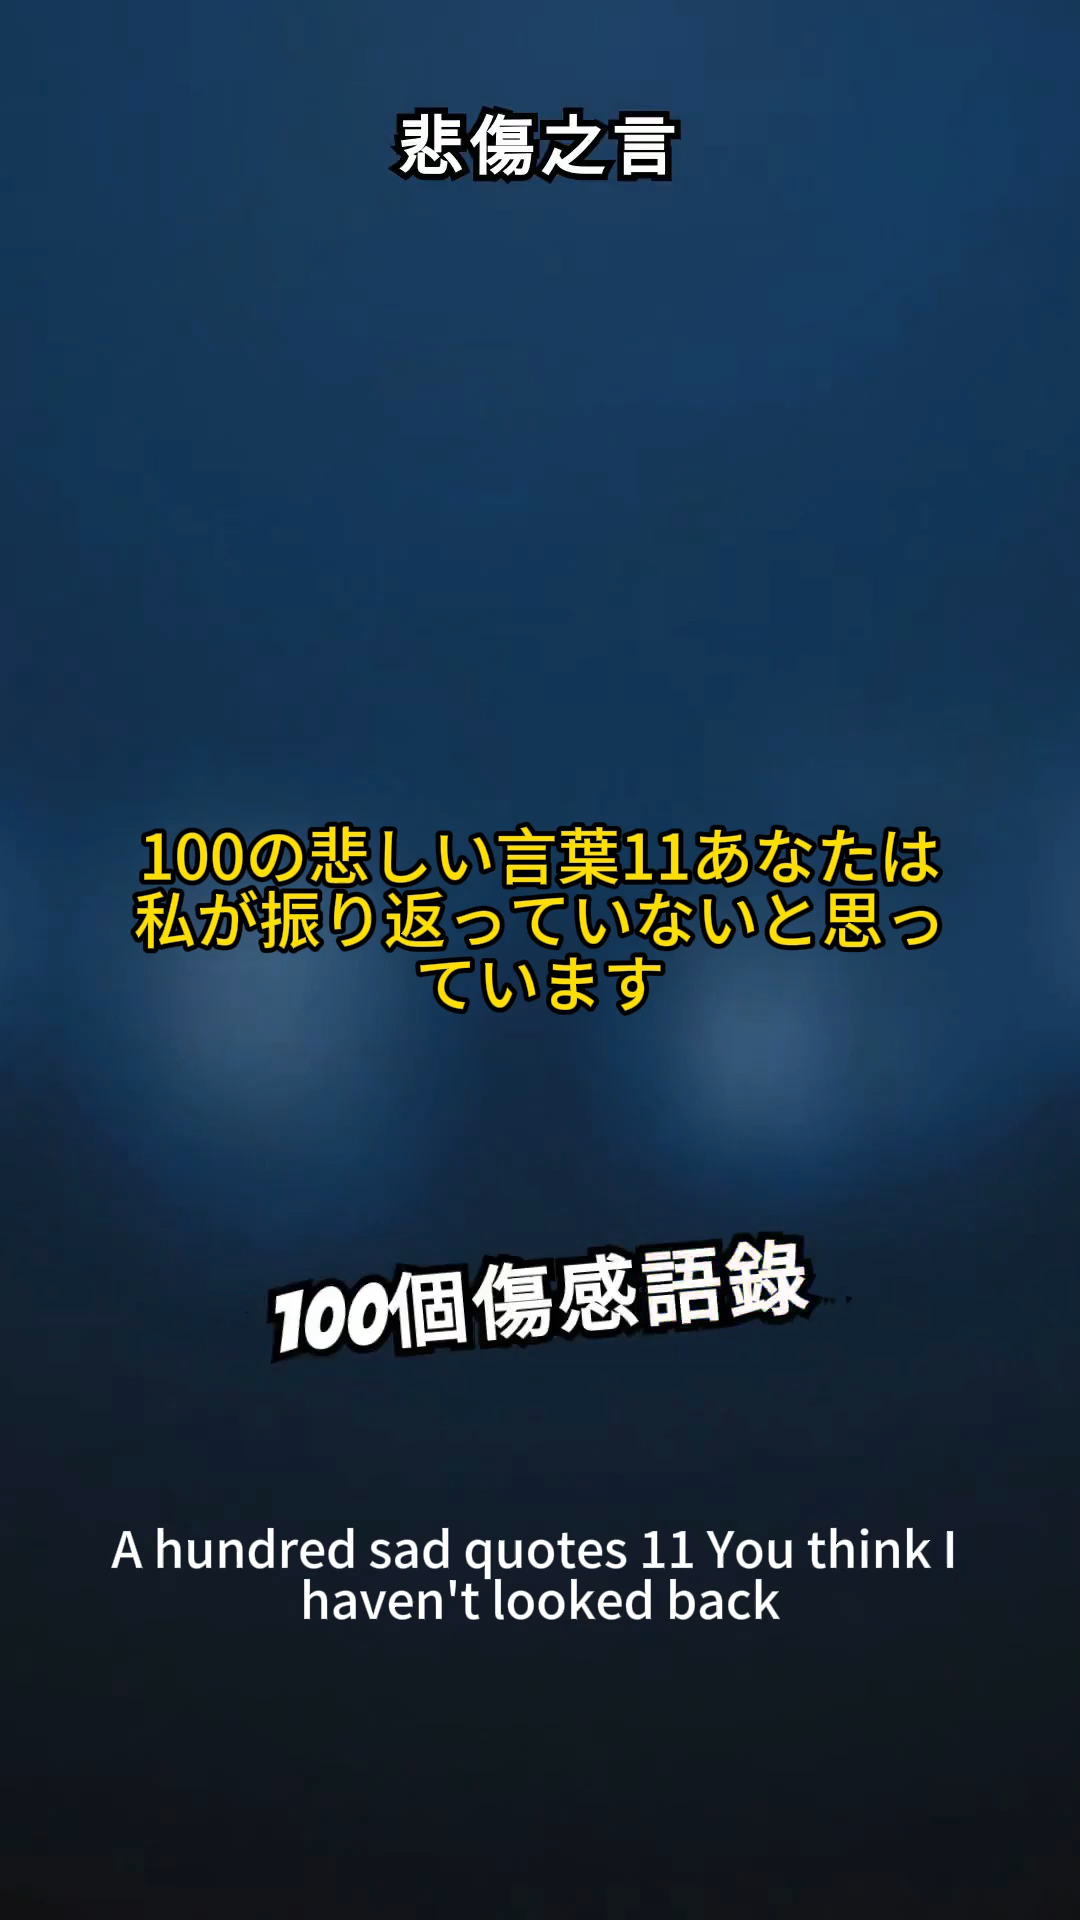 悲傷之言
100の悲しい言葉11あなたは
私が振り返っていないと思っ
ています
100個傷感語錄
A hundred sad quotes 11 You think I
haven't looked back